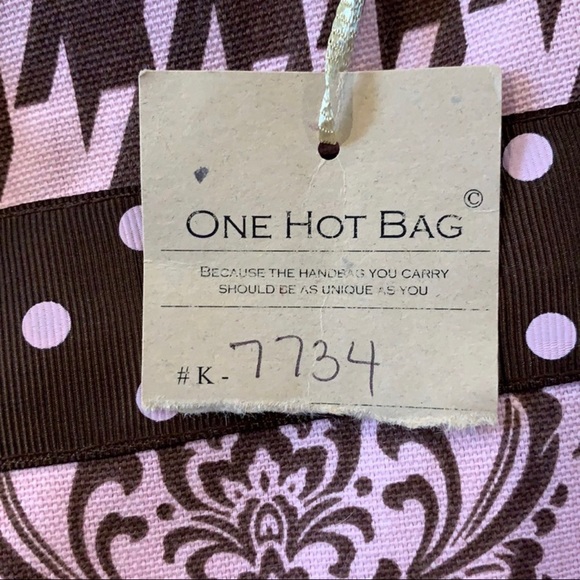 ONE HOT BAG ©
BECAUSE THE HANDBAG YOU CARRY
SHOULD BE AS UNIQUE AS YOU
# K - 7734